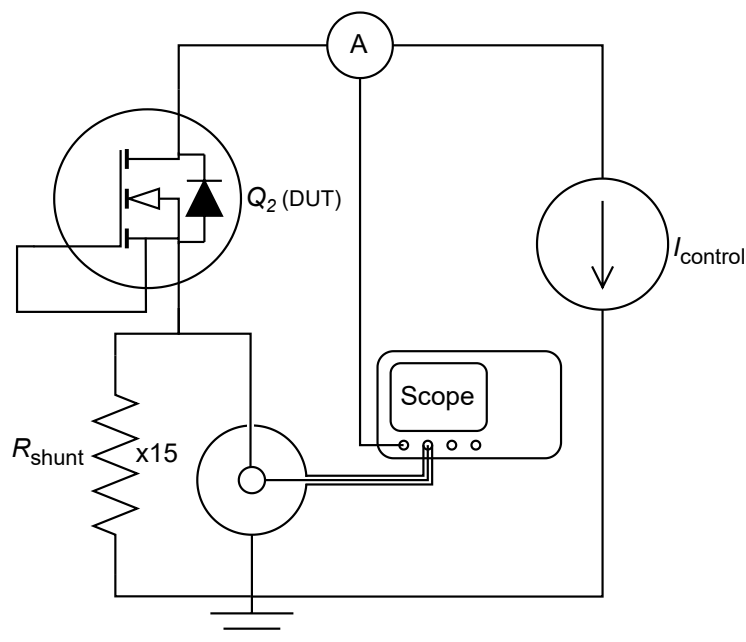 A
Q2 (DUT)
Icontrol
Scope
Rshunt
x15